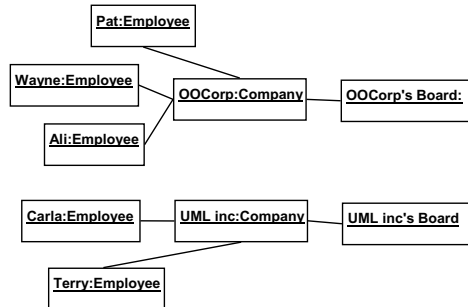 Pat:Employee
Wayne:Employee
OOCorp:Company
OOCorp's Board:
Ali:Employee
Carla:Employee
UML inc:Company
UML inc's Board
Terry:Employee